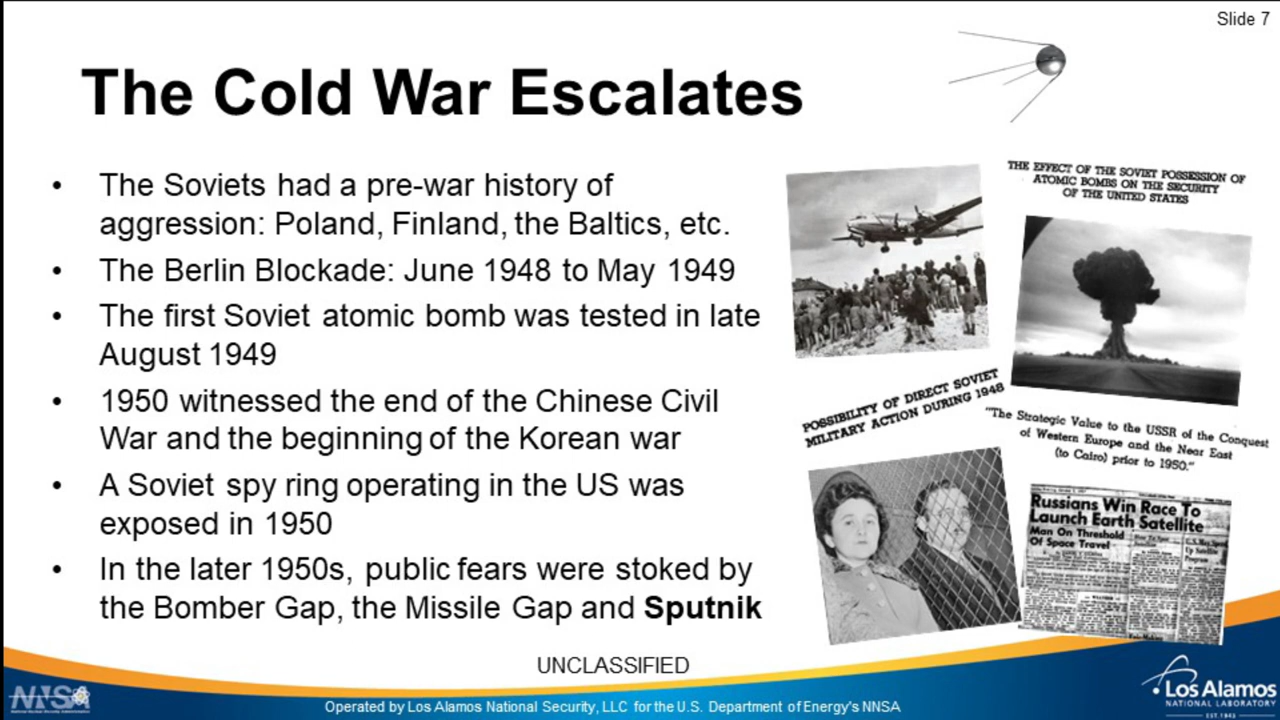 Slide 7
The Cold War Escalates
• The Soviets had a pre-war history of
aggression: Poland, Finland, the Baltics, etc.
• The Berlin Blockade: June 1948 to May 1949
• The first Soviet atomic bomb was tested in late
August 1949
• 1950 witnessed the end of the Chinese Civil
War and the beginning of the Korean war
• A Soviet spy ring operating in the US was
exposed in 1950
• In the later 1950s, public fears were stoked by
the Bomber Gap, the Missile Gap and Sputnik
THE EFFECT OF THE SOVIET POSSESSION OF
ATOMIC BOMBS ON THE SECURITY
OF THE UNITED STATES
POSSIBILITY OF DIRECT SOVIET
MILITARY ACTION DURING 1948
"The Strategic Value to the USSR of the Conquest
of Western Europe and the Near East
(to Cairo) prior to 1950."
Russians Win Race To
Launch Earth Satellite
Man On Threshold
Of Space Travel
UNCLASSIFIED
NNSA
Operated by Los Alamos National Security, LLC for the U.S. Department of Energy's NNSA
Los Alamos
NATIONAL LABORATORY
EST. 1943